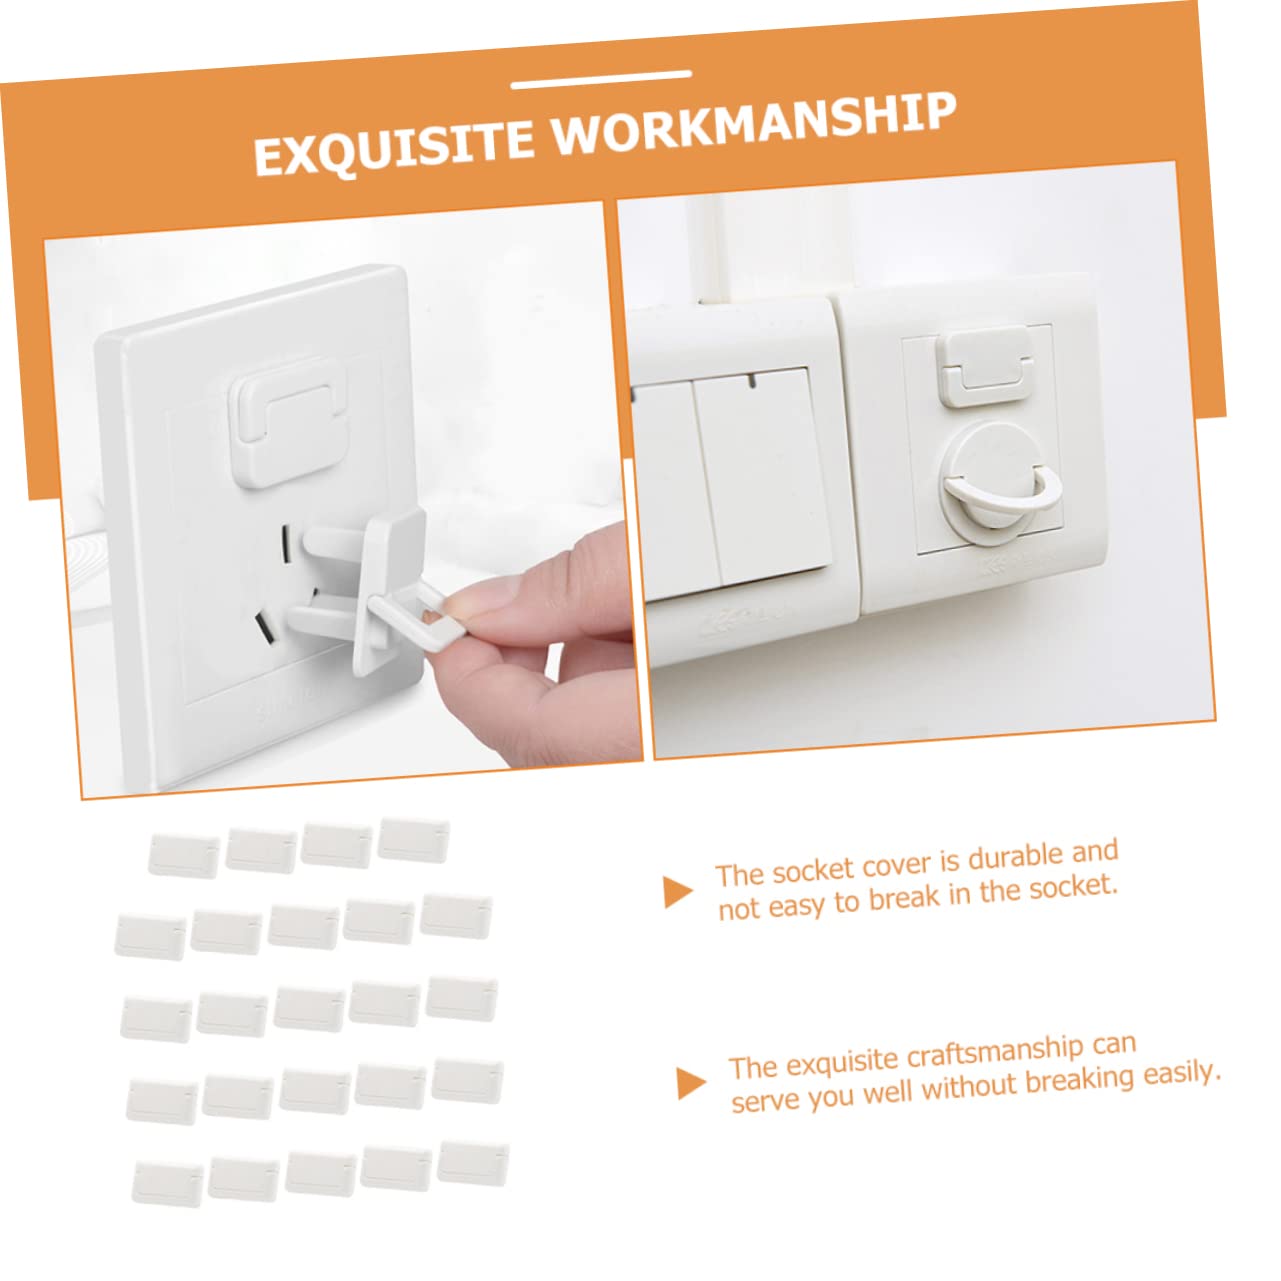 EXQUISITE WORKMANSHIP
The socket cover is durable and
not easy to break in the socket.
The exquisite craftsmanship can
serve you well without breaking easily.